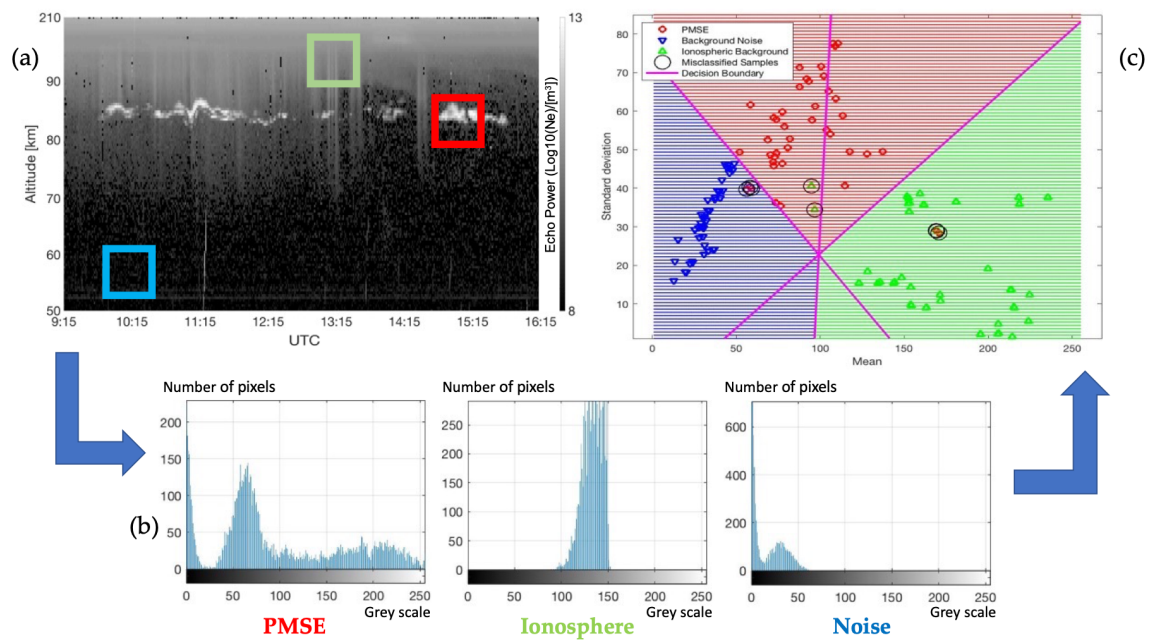 (a)
210
90
80
70
60
50
Altitude [km]
9:15
10:15
11:15
12:15
13:15
14:15
15:15
16:15
UTC
13
8
Echo Power (Log10(Ne)/[m³])
(c)
PMSE
Background Noise
Ionospheric Background
Misclassified Samples
Decision Boundary
80
70
60
50
40
30
20
10
Standard deviation
0
50
100
150
200
250
Mean
(b)
Number of pixels
200
150
100
50
0
0
50
100
150
200
250
Grey scale
PMSE
Number of pixels
250
200
150
100
50
0
0
50
100
150
200
250
Grey scale
Ionosphere
Number of pixels
600
400
200
0
0
50
100
150
200
250
Grey scale
Noise